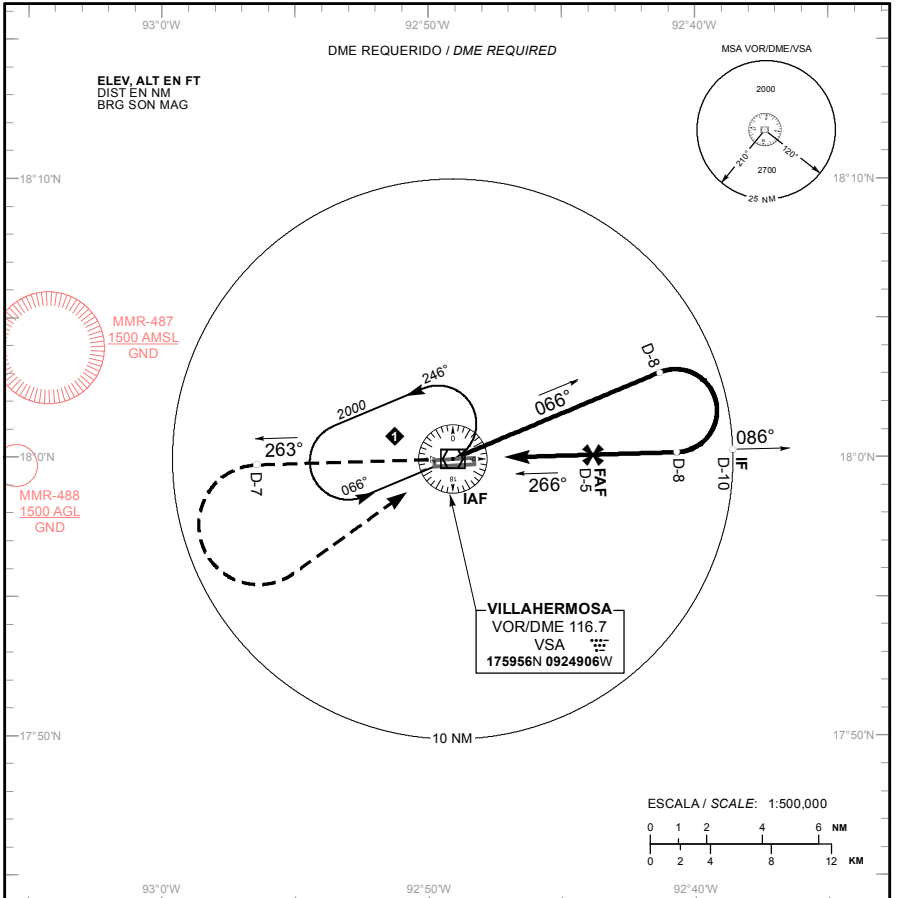 93°0'W
92°50'W
92°40'W
DME REQUERIDO / DME REQUIRED
MSA VOR/DME/VSA
ELEV, ALT EN FT
DIST EN NM
BRG SON MAG
2000
210°
120°
2700
25 NM
18°10'N
18°10'N
MMR-487
1500 AMSL
GND
D-8
246°
2000
066°
1
086°
263°
18°0'N
18°0'N
D-7
066°
0
18
IAF
266°
D-5
FAF
D-8
D-10
IF
MMR-488
1500 AGL
GND
VILLAHERMOSA
VOR/DME 116.7
VSA
175956N 0924906W
17°50'N
10 NM
17°50'N
ESCALA / SCALE: 1:500,000
0 1 2 4 6 NM
0 2 4 8 12 KM
93°0'W
92°50'W
92°40'W